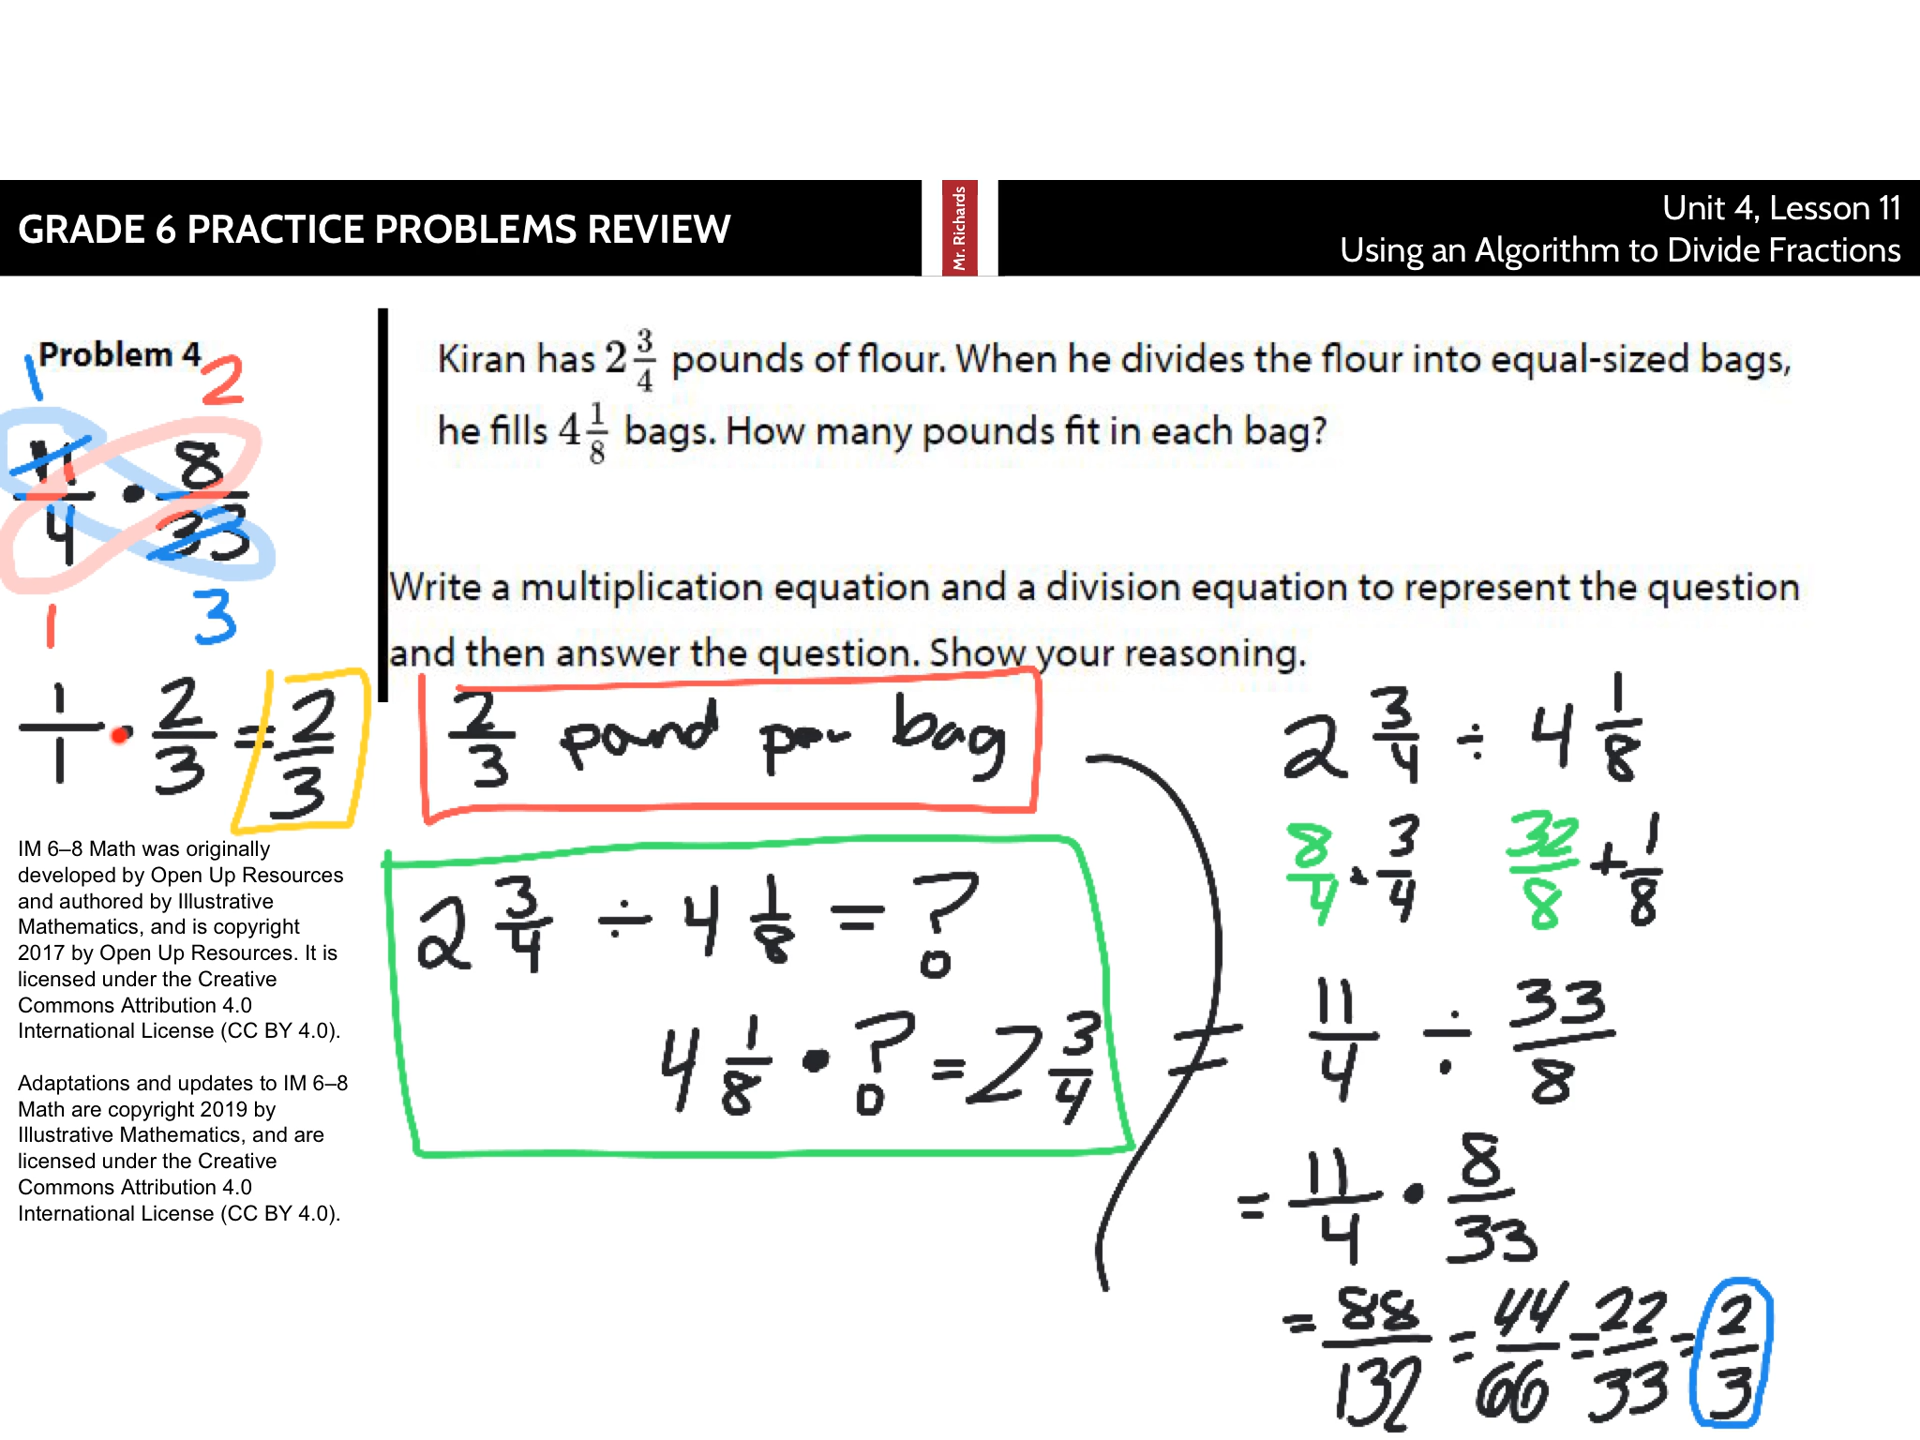 GRADE 6 PRACTICE PROBLEMS REVIEW
Mr. Richards
Unit 4, Lesson 11
Using an Algorithm to Divide Fractions
Problem 4
Kiran has 2 3/4 pounds of flour. When he divides the flour into equal-sized bags,
he fills 4 1/8 bags. How many pounds fit in each bag?
Write a multiplication equation and a division equation to represent the question
and then answer the question. Show your reasoning.
1 2
11/4 • 8/33
1 3
1/1 • 2/3 = 2/3
2/3 pound per bag
2 3/4 ÷ 4 1/8 = ?
4 1/8 • ? = 2 3/4
2 3/4 ÷ 4 1/8
8/4 + 3/4 32/8 + 1/8
= 11/4 ÷ 33/8
= 11/4 • 8/33
= 88/132 = 44/66 = 22/33 = 2/3
IM 6–8 Math was originally
developed by Open Up Resources
and authored by Illustrative
Mathematics, and is copyright
2017 by Open Up Resources. It is
licensed under the Creative
Commons Attribution 4.0
International License (CC BY 4.0).
Adaptations and updates to IM 6–8
Math are copyright 2019 by
Illustrative Mathematics, and are
licensed under the Creative
Commons Attribution 4.0
International License (CC BY 4.0).